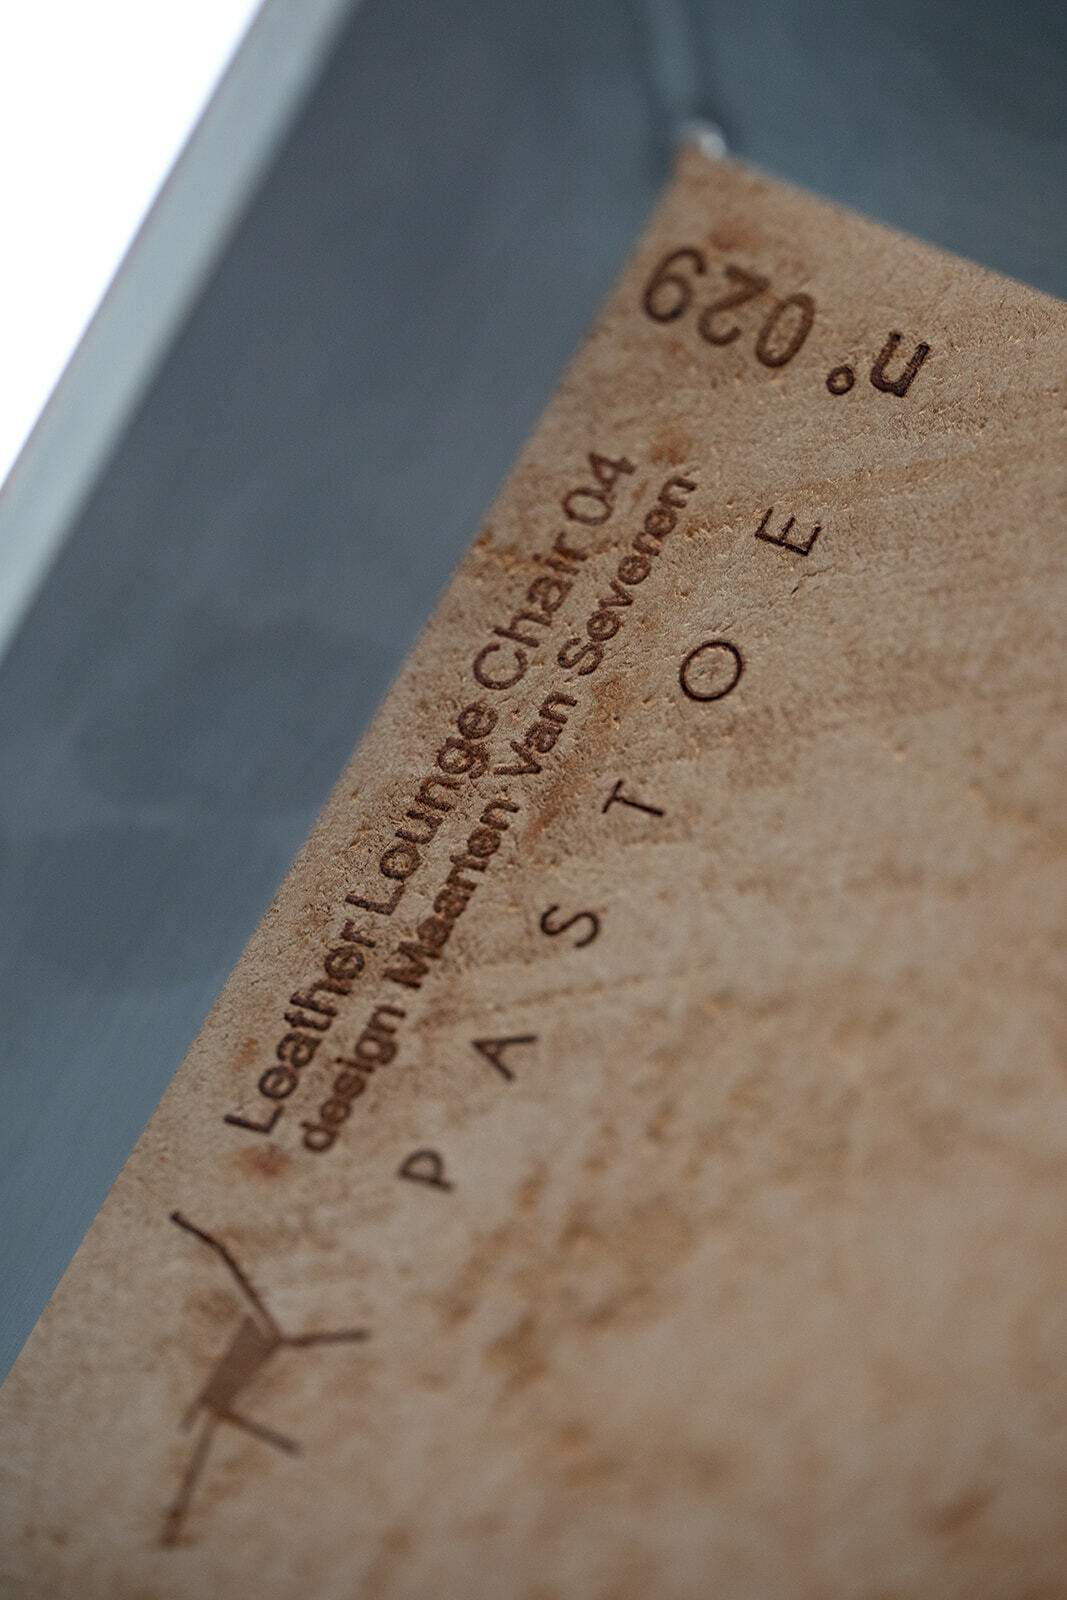 Leather Lounge Chair 04
design Maarten Van Severen
PASTOE
n° 029